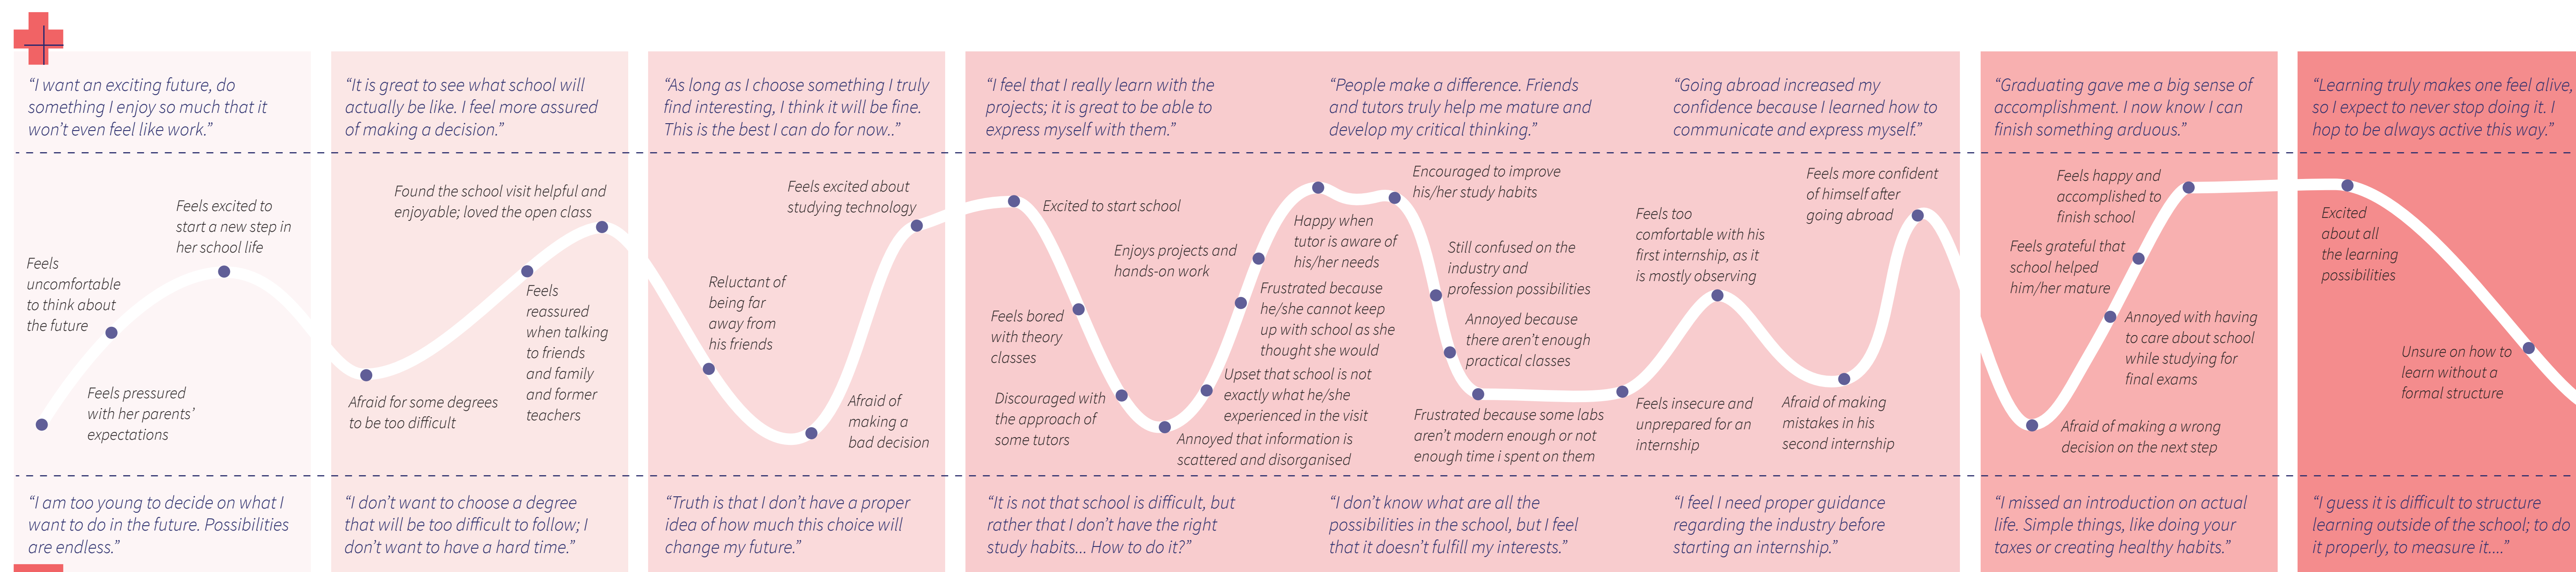 “I want an exciting future, do
something I enjoy so much that it
won’t even feel like work.”
Feels
uncomfortable
to think about
the future
Feels excited to
start a new step in
her school life
Feels pressured
with her parents’
expectations
“I am too young to decide on what I
want to do in the future. Possibilities
are endless.”
“It is great to see what school will
actually be like. I feel more assured
of making a decision.”
Found the school visit helpful and
enjoyable; loved the open class
Feels
reassured
when talking
to friends
and family
and former
teachers
Afraid for some degrees
to be too difficult
“I don’t want to choose a degree
that will be too difficult to follow; I
don’t want to have a hard time.”
“As long as I choose something I truly
find interesting, I think it will be fine.
This is the best I can do for now..”
Feels excited about
studying technology
Reluctant of
being far
away from
his friends
Afraid of
making a
bad decision
“Truth is that I don’t have a proper
idea of how much this choice will
change my future.”
“I feel that I really learn with the
projects; it is great to be able to
express myself with them.”
“People make a difference. Friends
and tutors truly help me mature and
develop my critical thinking.”
“Going abroad increased my
confidence because I learned how to
communicate and express myself.”
Excited to start school
Feels bored
with theory
classes
Discouraged with
the approach of
some tutors
Annoyed that information is
scattered and disorganised
Upset that school is not
exactly what he/she
experienced in the visit
Frustrated because
he/she cannot keep
up with school as she
thought she would
Enjoys projects and
hands-on work
Happy when
tutor is aware of
his/her needs
Encouraged to improve
his/her study habits
Still confused on the
industry and
profession possibilities
Annoyed because
there aren’t enough
practical classes
Frustrated because some labs
aren’t modern enough or not
enough time i spent on them
Feels insecure and
unprepared for an
internship
Feels too
comfortable with his
first internship, as it
is mostly observing
Afraid of making
mistakes in his
second internship
Feels more confident
of himself after
going abroad
“It is not that school is difficult, but
rather that I don’t have the right
study habits... How to do it?”
“I don’t know what are all the
possibilities in the school, but I feel
that it doesn’t fulfill my interests.”
“I feel I need proper guidance
regarding the industry before
starting an internship.”
“Graduating gave me a big sense of
accomplishment. I now know I can
finish something arduous.”
Feels happy and
accomplished to
finish school
Feels grateful that
school helped
him/her mature
Annoyed with having
to care about school
while studying for
final exams
Afraid of making a wrong
decision on the next step
“I missed an introduction on actual
life. Simple things, like doing your
taxes or creating healthy habits.”
“Learning truly makes one feel alive,
so I expect to never stop doing it. I
hop to be always active this way.”
Excited
about all
the learning
possibilities
Unsure on how to
learn without a
formal structure
“I guess it is difficult to structure
learning outside of the school; to do
it properly, to measure it....”